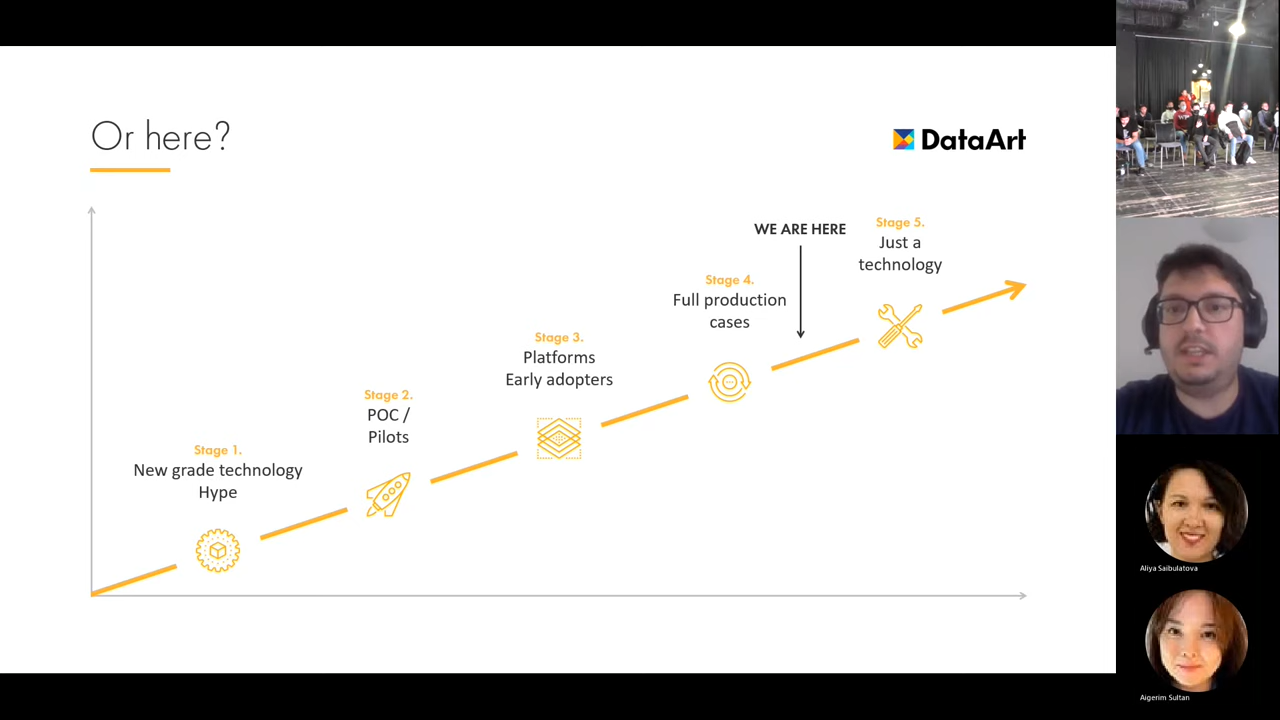 Or here?
DataArt
WE ARE HERE
Stage 5.
Just a
technology
Stage 4.
Full production
cases
Stage 3.
Platforms
Early adopters
Stage 2.
POC /
Pilots
Stage 1.
New grade technology
Hype
Aliya Saibulatova
Aigerim Sultan